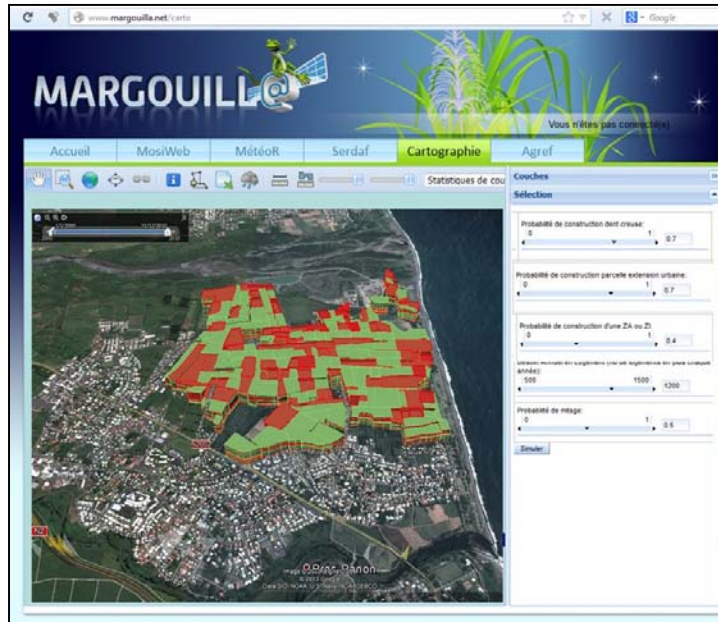 www.margouilla.net/carto
Google
MARGOUILL@
Vous n'êtes pas connecté(e).
Accueil MosiWeb MétéoR Serdaf Cartographie Agref
Statistiques de cou
Couches
Sélection
Probabilité de construction dent creuse:
0 1
0.7
Probabilité de construction parcelle extension urbaine:
0 1
0.7
Probabilité de construction d'une ZA ou ZI
0 1
0.4
année):
500 1500
1200
Probabilité de mitage:
0 1
0.5
Simuler
N2